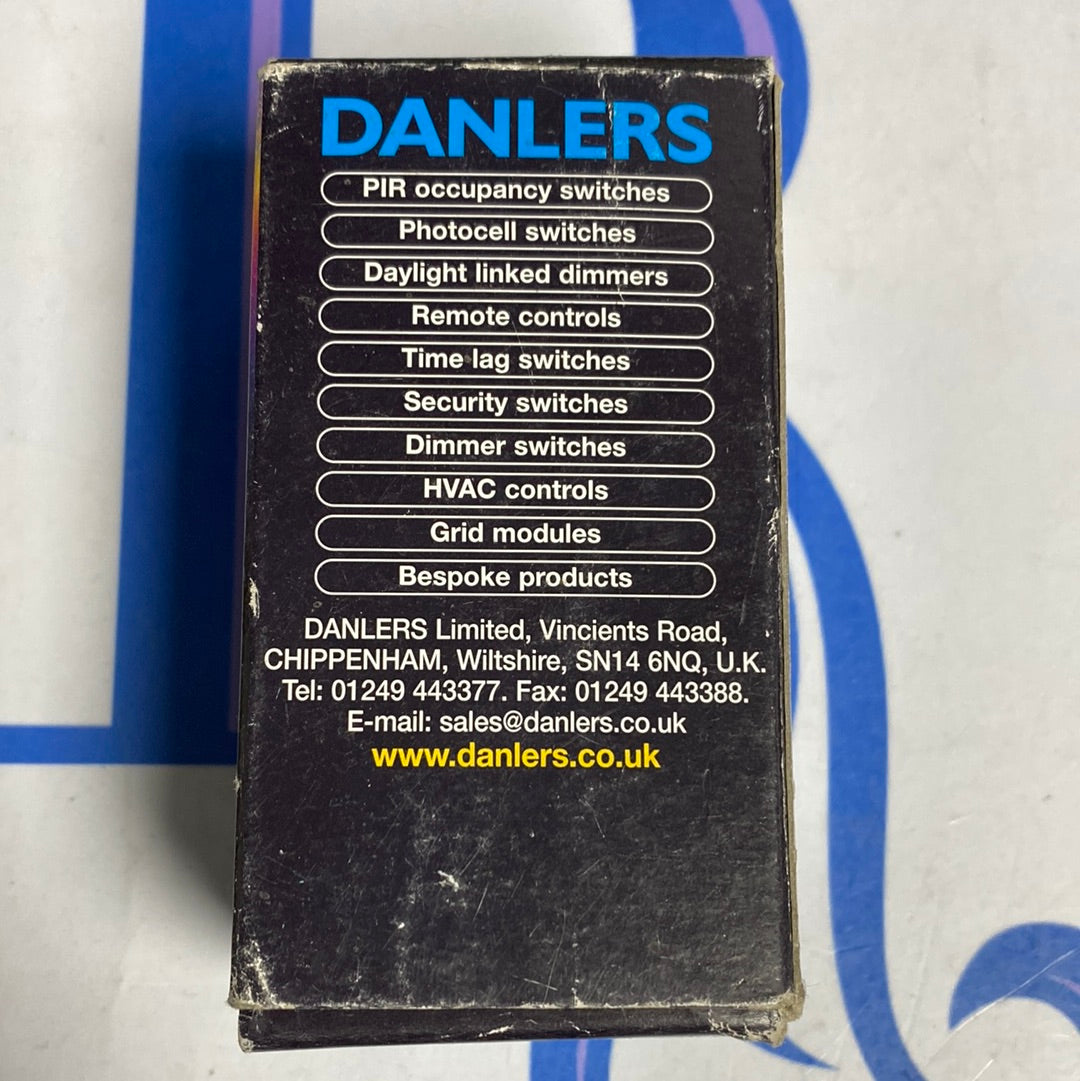 DANLERS
PIR occupancy switches
Photocell switches
Daylight linked dimmers
Remote controls
Time lag switches
Security switches
Dimmer switches
HVAC controls
Grid modules
Bespoke products
DANLERS Limited, Vincients Road,
CHIPPENHAM, Wiltshire, SN14 6NQ, U.K.
Tel: 01249 443377. Fax: 01249 443388.
E-mail: sales@danlers.co.uk
www.danlers.co.uk